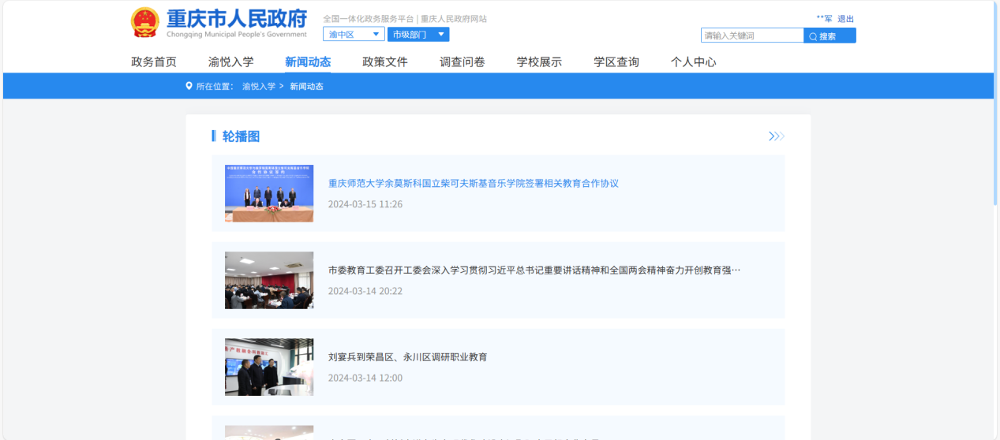 重庆市人民政府
Chongqing Municipal People's Government
全国一体化政务服务平台 | 重庆人民政府网站
渝中区 市级部门
**军 退出
请输入关键词 搜索
政务首页 渝悦入学 新闻动态 政策文件 调查问卷 学校展示 学区查询 个人中心
所在位置： 渝悦入学 > 新闻动态
轮播图
合作协议签约
重庆师范大学余莫斯科国立柴可夫斯基音乐学院签署相关教育合作协议
2024-03-15 11:26
市委教育工委召开工委会深入学习贯彻习近平总书记重要讲话精神和全国两会精神奋力开创教育强…
2024-03-14 20:22
刘宴兵到荣昌区、永川区调研职业教育
2024-03-14 12:00